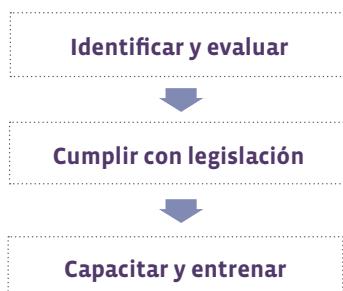 Identificar y evaluar
Cumplir con legislación
Capacitar y entrenar